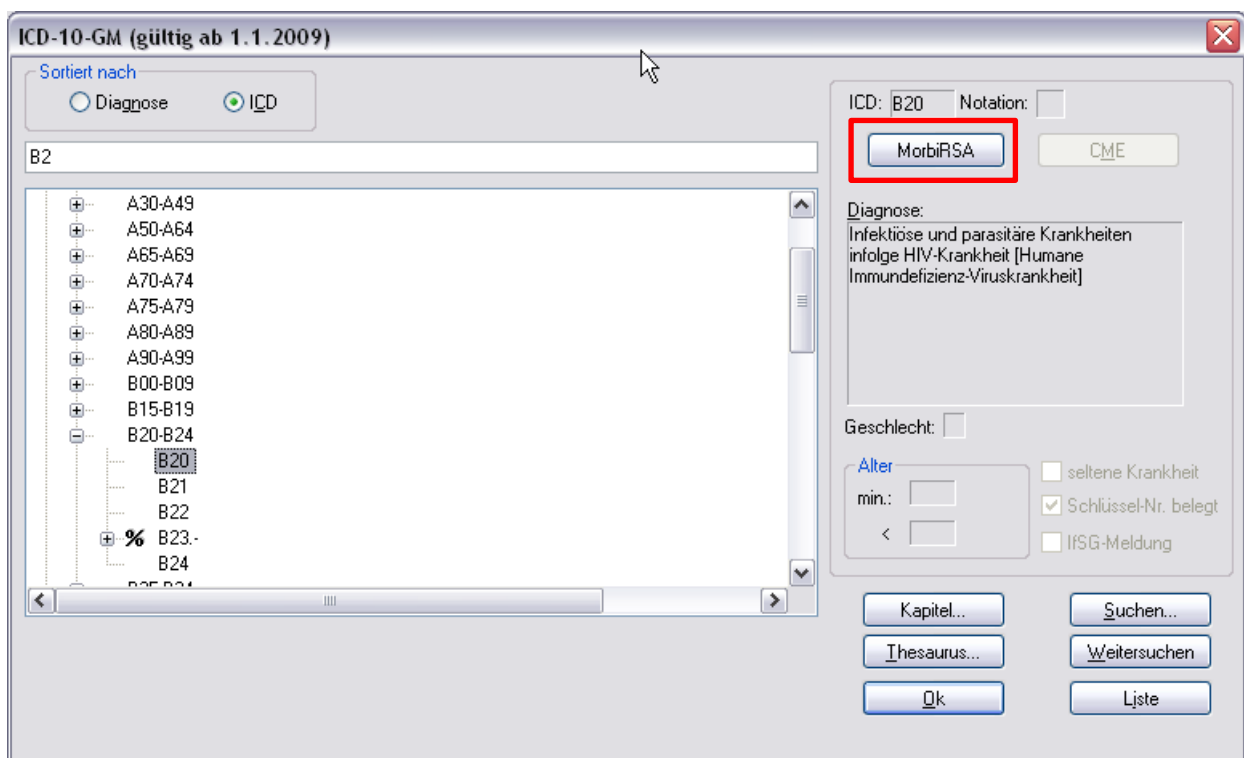 ICD-10-GM (gültig ab 1.1.2009)
Sortiert nach
Diagnose ICD
B2
A30-A49
A50-A64
A65-A69
A70-A74
A75-A79
A80-A89
A90-A99
B00-B09
B15-B19
B20-B24
B20
B21
B22
% B23.-
B24
ICD: B20 Notation:
MorbiRSA CME
Diagnose:
Infektiöse und parasitäre Krankheiten
infolge HIV-Krankheit [Humane
Immundefizienz-Viruskrankheit]
Geschlecht:
Alter
min.:
<
seltene Krankheit
Schlüssel-Nr. belegt
IfSG-Meldung
Kapitel... Suchen...
Thesaurus... Weitersuchen
Ok Liste